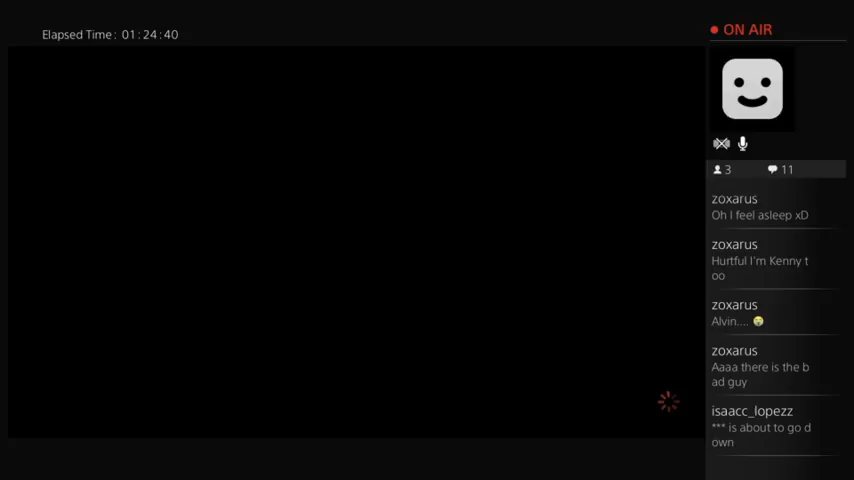 Elapsed Time: 01:24:40
ON AIR
3 11
zoxarus
Oh I feel asleep xD
zoxarus
Hurtful I'm Kenny t
oo
zoxarus
Alvin.... 😭
zoxarus
Aaaa there is the b
ad guy
isaacc_lopezz
*** is about to go d
own